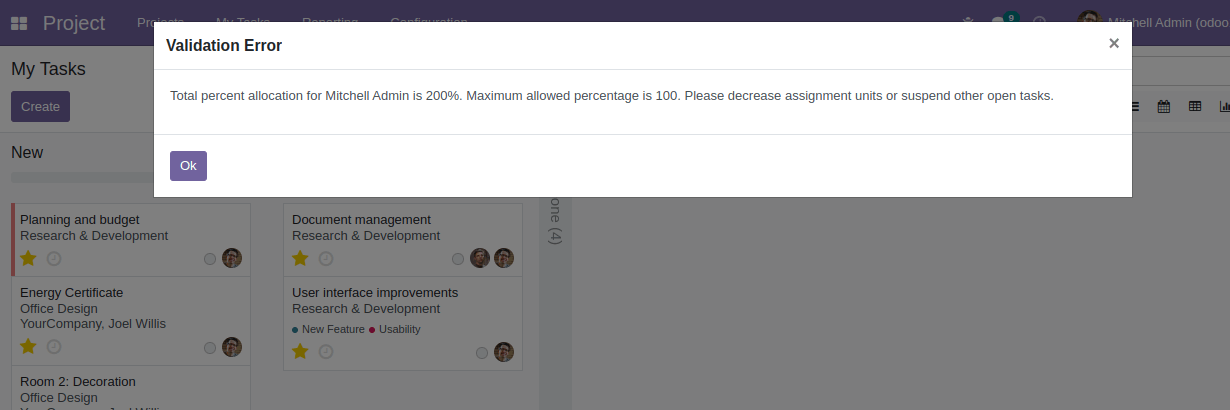 Project
Projects
My Tasks
Reporting
Configuration
9
Mitchell Admin (odoo
Validation Error
×
My Tasks
Total percent allocation for Mitchell Admin is 200%. Maximum allowed percentage is 100. Please decrease assignment units or suspend other open tasks.
Create
New
Ok
one (4)
Planning and budget
Research & Development
Energy Certificate
Office Design
YourCompany, Joel Willis
Room 2: Decoration
Office Design
Document management
Research & Development
User interface improvements
Research & Development
New Feature Usability